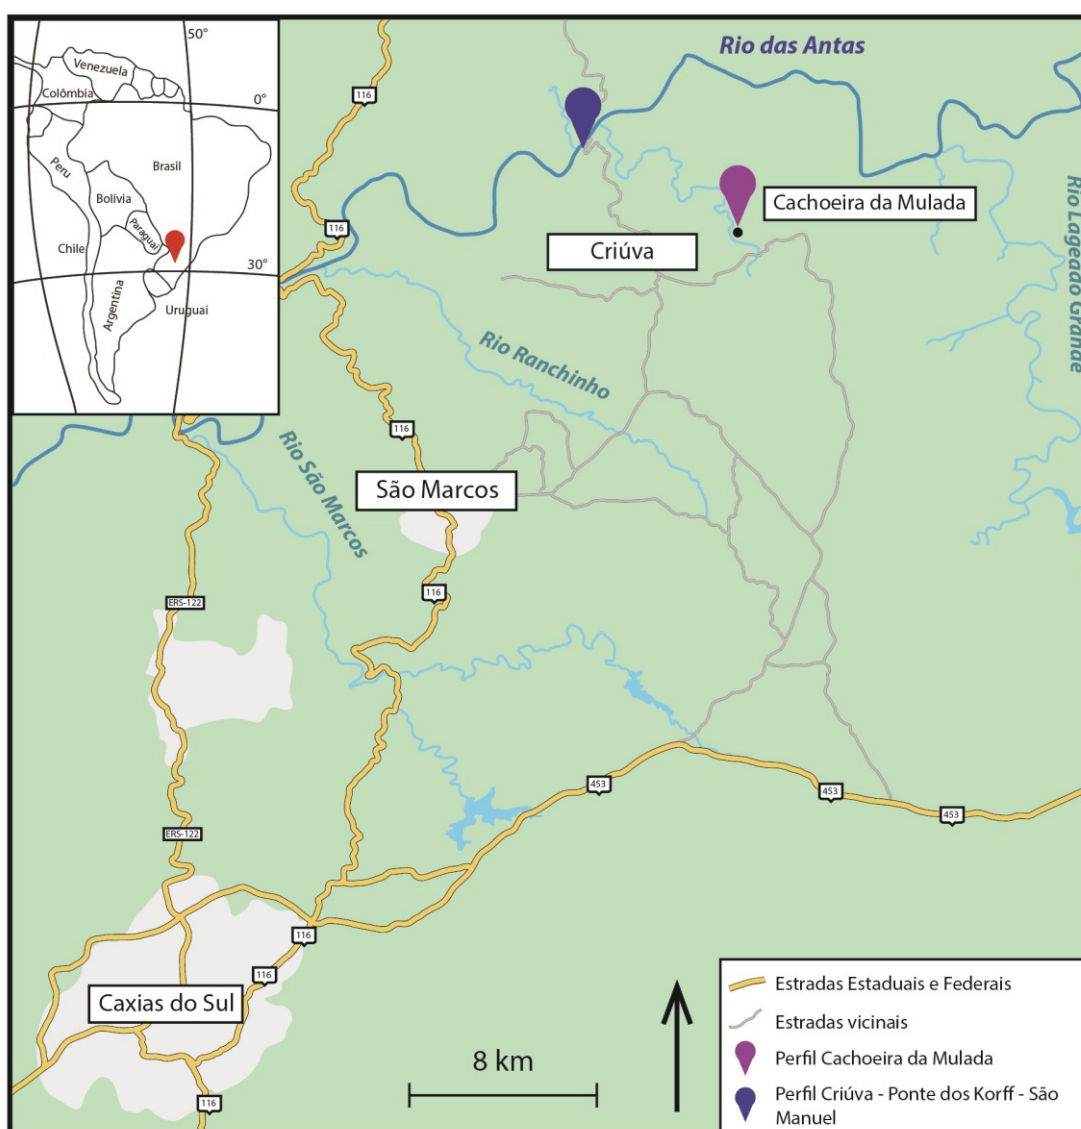 50°
Venezuela
Colômbia
0°
Peru
Brasil
Bolívia
Paraguai
Chile
30°
Argentina
Uruguai
116
Rio das Antas
116
Cachoeira da Mulada
Criúva
Rio Lageado Grande
Rio Ranchinho
116
Rio São Marcos
São Marcos
116
ERS-122
453
453
453
ERS-122
116
116
Caxias do Sul
116
8 km
Estradas Estaduais e Federais
Estradas vicinais
Perfil Cachoeira da Mulada
Perfil Criúva - Ponte dos Korff - São
Manuel